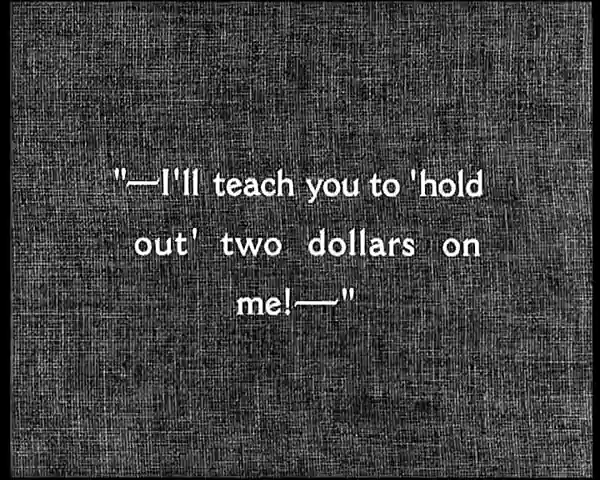 "—I'll teach you to 'hold
out' two dollars on
me!—"